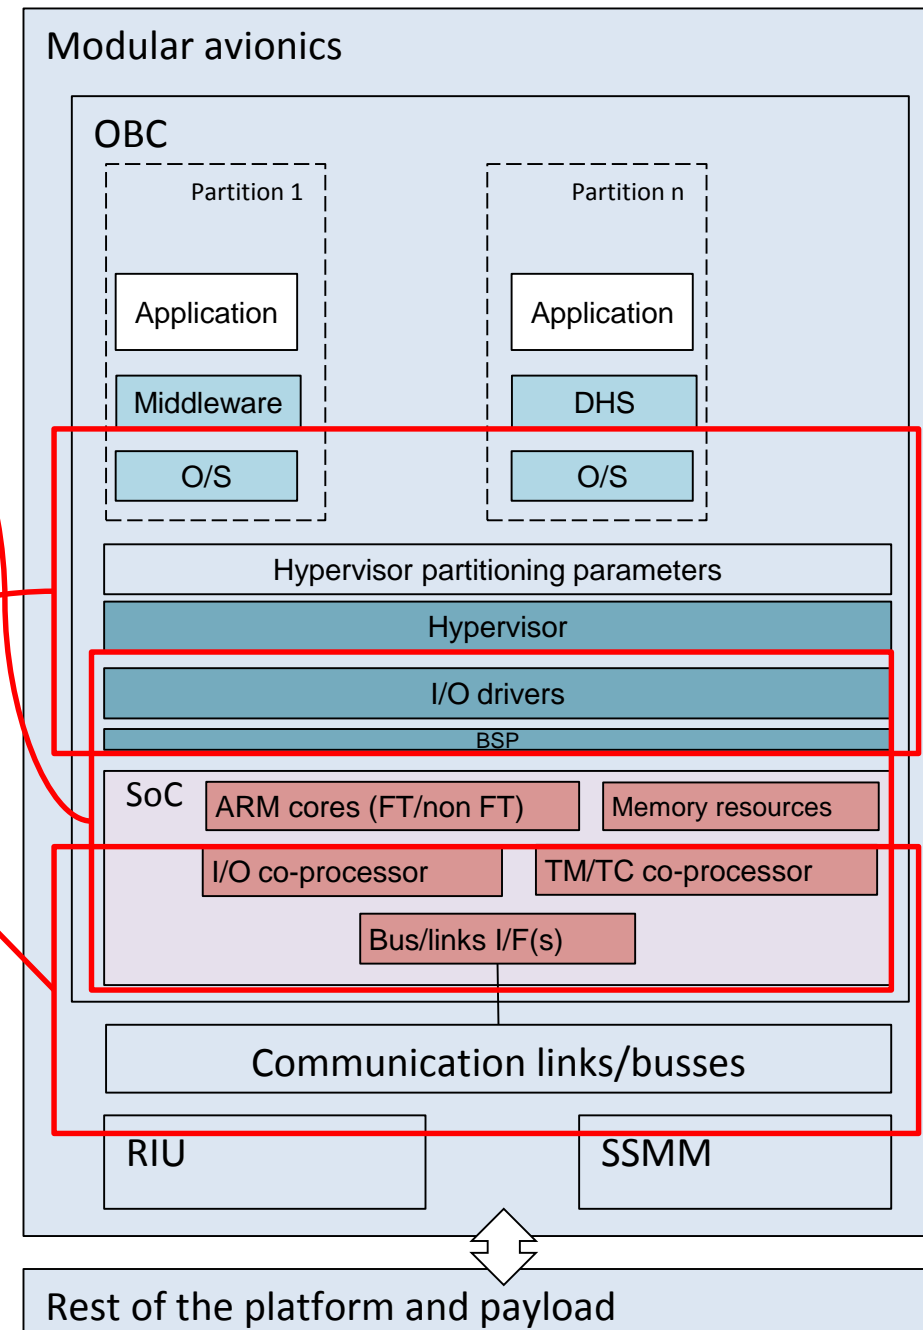 Modular avionics
OBC
Partition 1
Partition n
Application
Application
Middleware
DHS
O/S
O/S
Hypervisor partitioning parameters
Hypervisor
I/O drivers
BSP
SoC
ARM cores (FT/non FT)
Memory resources
I/O co-processor
TM/TC co-processor
Bus/links I/F(s)
Communication links/busses
RIU
SSMM
Rest of the platform and payload